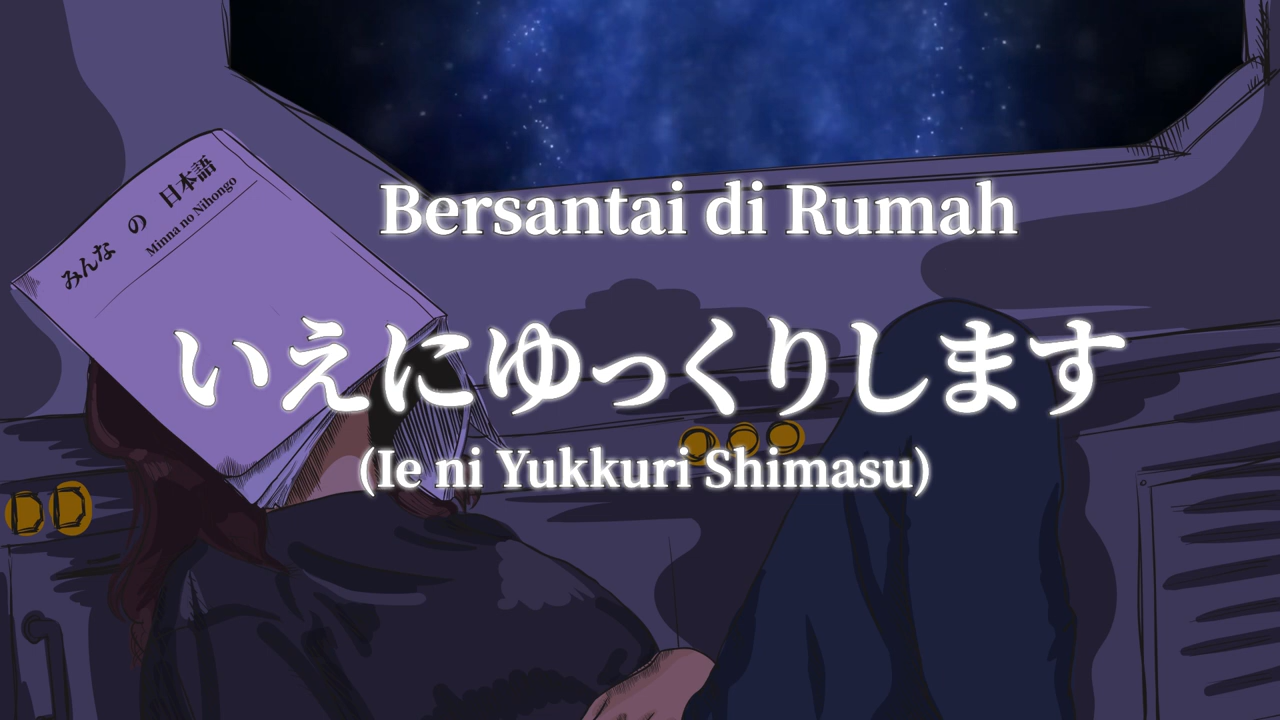 みんな の 日本語
Minna no Nihongo
Bersantai di Rumah
いえにゆっくりします
(Ie ni Yukkuri Shimasu)